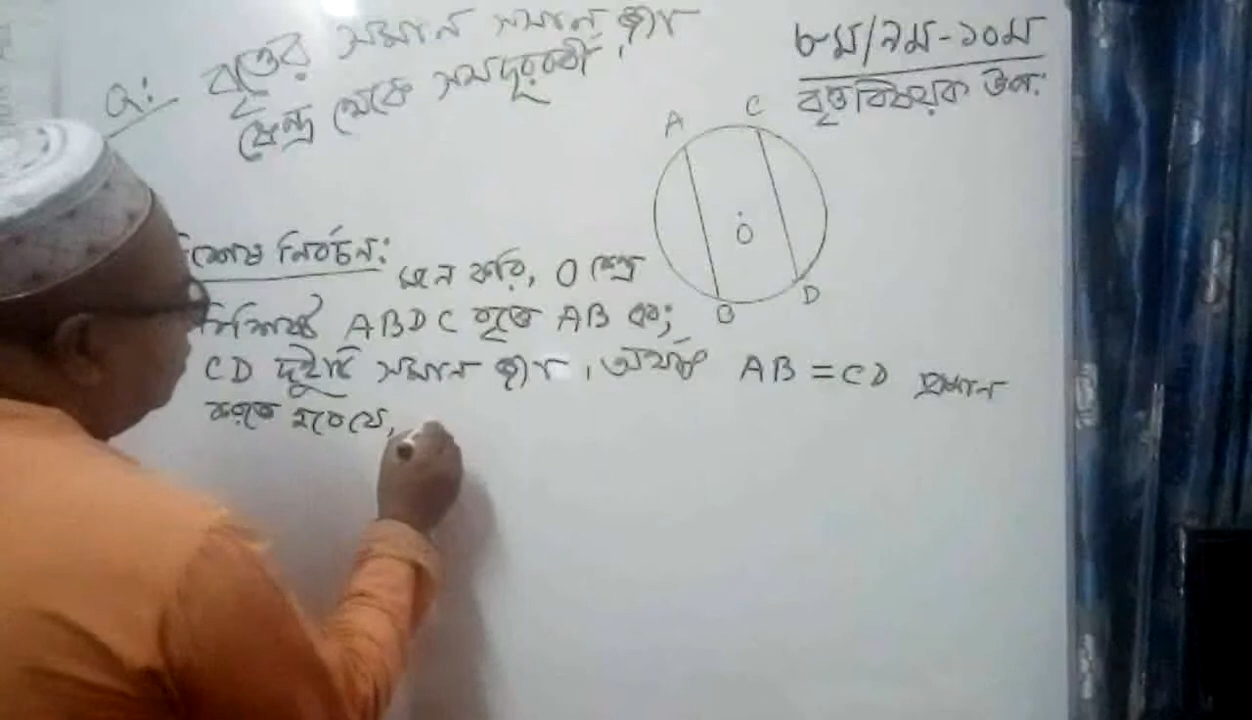 Q: বৃত্তের সমান সমান জ্যা
কেন্দ্র থেকে সমদূরবর্তী।
৮ম/৯ম-১০ম
বৃত্তবিষয়ক উপ:
A C
O
B D
বিশেষ নির্বচন: মনে করি, O কেন্দ্র
বিশিষ্ট ABDC বৃত্তে AB এবং
CD দুইটি সমান জ্যা। অর্থাৎ AB = CD প্রমাণ
করতে হবে যে,